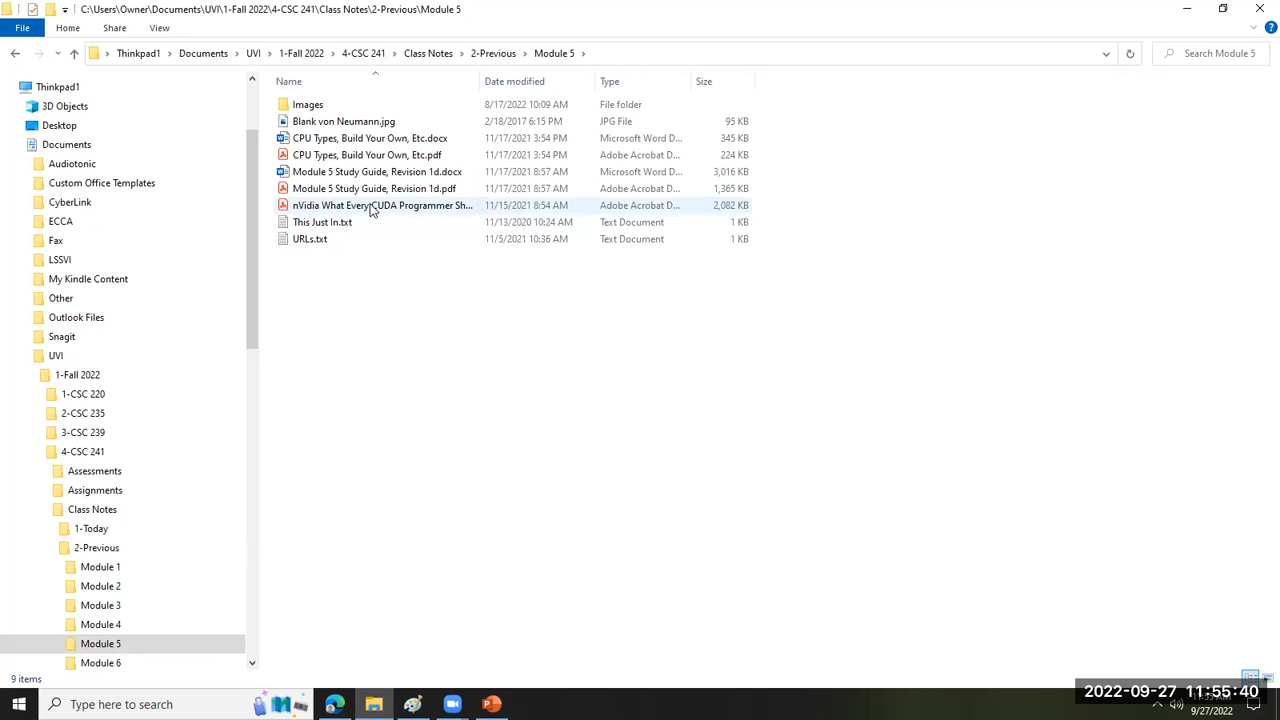 C:\Users\Owner\Documents\UVI\1-Fall 2022\4-CSC 241\Class Notes\2-Previous\Module 5
File Home Share View
Thinkpad1 Documents UVI 1-Fall 2022 4-CSC 241 Class Notes 2-Previous Module 5 Search Module 5
Name Date modified Type Size
Images 8/17/2022 10:09 AM File folder
Blank von Neumann.jpg 2/18/2017 6:15 PM JPG File 95 KB
CPU Types, Build Your Own, Etc.docx 11/17/2021 3:54 PM Microsoft Word D... 345 KB
CPU Types, Build Your Own, Etc.pdf 11/17/2021 3:54 PM Adobe Acrobat D... 224 KB
Module 5 Study Guide, Revision 1d.docx 11/17/2021 8:57 AM Microsoft Word D... 3,016 KB
Module 5 Study Guide, Revision 1d.pdf 11/17/2021 8:57 AM Adobe Acrobat D... 1,365 KB
nVidia What Every CUDA Programmer Sh... 11/15/2021 8:54 AM Adobe Acrobat D... 2,082 KB
This Just In.txt 11/13/2020 10:24 AM Text Document 1 KB
URLs.txt 11/5/2021 10:36 AM Text Document 1 KB
Thinkpad1
3D Objects
Desktop
Documents
Audiotonic
Custom Office Templates
CyberLink
ECCA
Fax
LSSVI
My Kindle Content
Other
Outlook Files
Snagit
UVI
1-Fall 2022
1-CSC 220
2-CSC 235
3-CSC 239
4-CSC 241
Assessments
Assignments
Class Notes
1-Today
2-Previous
Module 1
Module 2
Module 3
Module 4
Module 5
Module 6
9 items
Type here to search
2022-09-27 11:55:40
9/27/2022